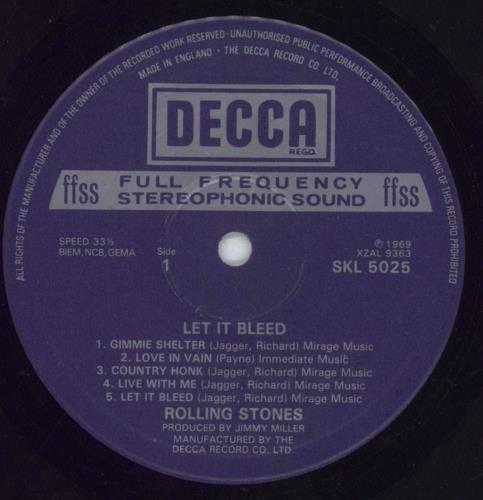 ALL RIGHTS OF THE MANUFACTURER AND OF THE OWNER OF THE RECORDED WORK RESERVED · UNAUTHORISED PUBLIC PERFORMANCE BROADCASTING AND COPYING OF THIS RECORD PROHIBITED
MADE IN ENGLAND · THE DECCA RECORD CO. LTD.
DECCA
REGD.
ffss FULL FREQUENCY ffss
STEREOPHONIC SOUND
SPEED 33⅓ Side ℗ 1969
BIEM, NCB, GEMA 1 XZAL 9363
SKL 5025
LET IT BLEED
1. GIMMIE SHELTER (Jagger, Richard) Mirage Music
2. LOVE IN VAIN (Payne) Immediate Music
3. COUNTRY HONK (Jagger, Richard) Mirage Music
4. LIVE WITH ME (Jagger, Richard) Mirage Music
5. LET IT BLEED (Jagger, Richard) Mirage Music
ROLLING STONES
PRODUCED BY JIMMY MILLER
MANUFACTURED BY THE
DECCA RECORD CO. LTD.